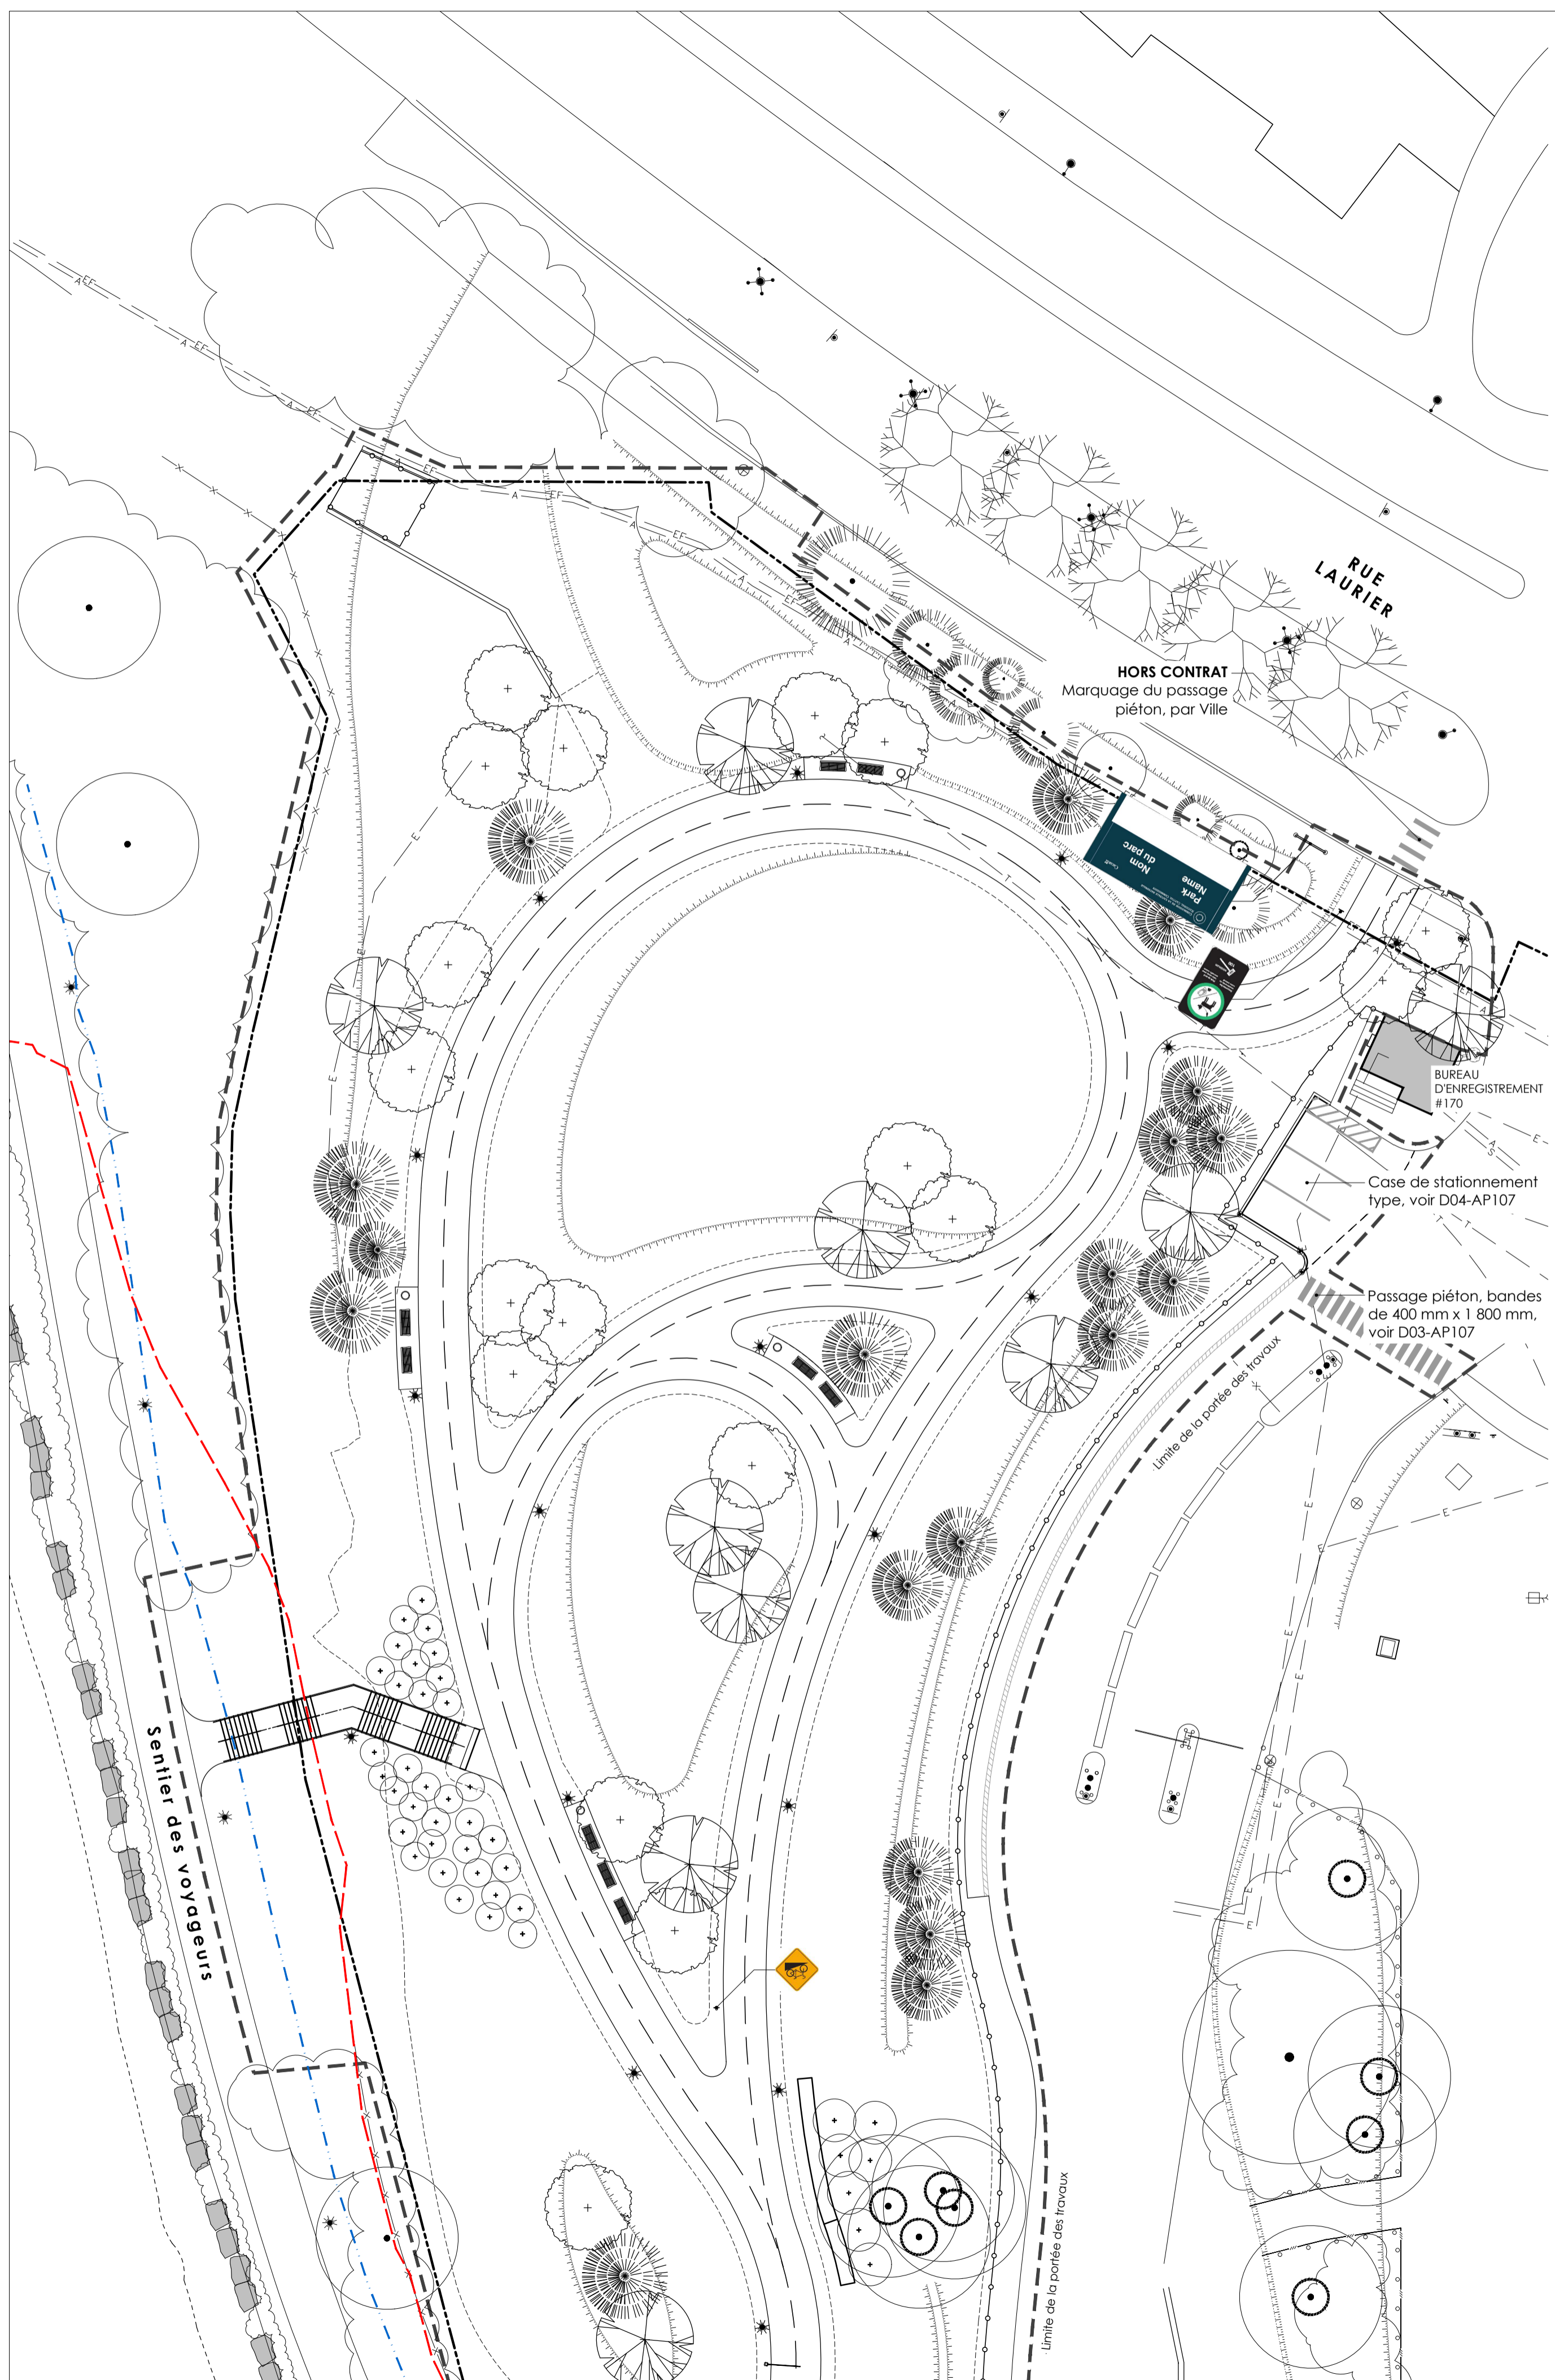 RUE
LAURIER
HORS CONTRAT
Marquage du passage
piéton, par Ville
Nom
du parc
Park
Name
Canada
BUREAU
D'ENREGISTREMENT
#170
Case de stationnement
type, voir D04-AP107
Passage piéton, bandes
de 400 mm x 1 800 mm,
voir D03-AP107
Limite de la portée des travaux
Sentier des voyageurs
Limite de la portée des travaux